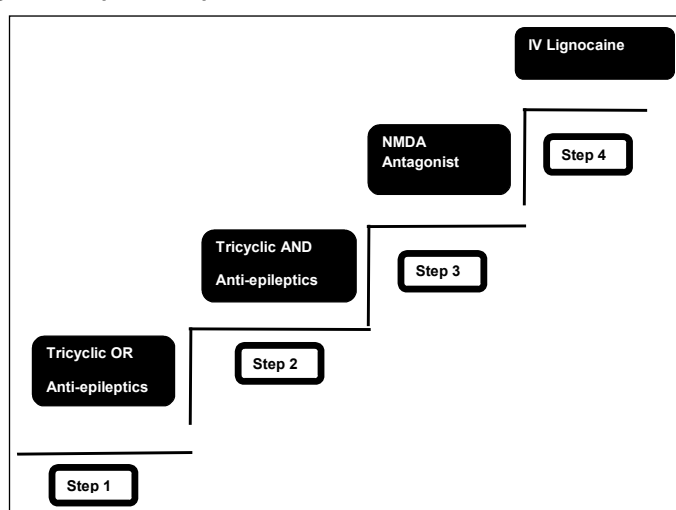 IV Lignocaine
NMDA
Antagonist
Step 4
Tricyclic AND
Anti-epileptics
Step 3
Tricyclic OR
Anti-epileptics
Step 2
Step 1